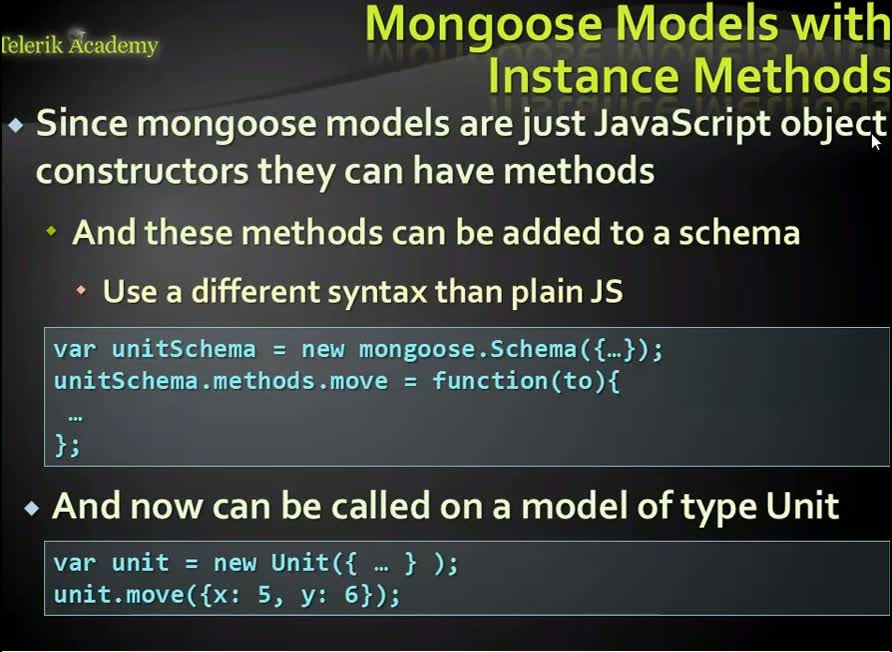 Telerik Academy
Mongoose Models with
Instance Methods
Since mongoose models are just JavaScript object
constructors they can have methods
And these methods can be added to a schema
Use a different syntax than plain JS
var unitSchema = new mongoose.Schema({…});
unitSchema.methods.move = function(to){
…
};
And now can be called on a model of type Unit
var unit = new Unit({ … } );
unit.move({x: 5, y: 6});